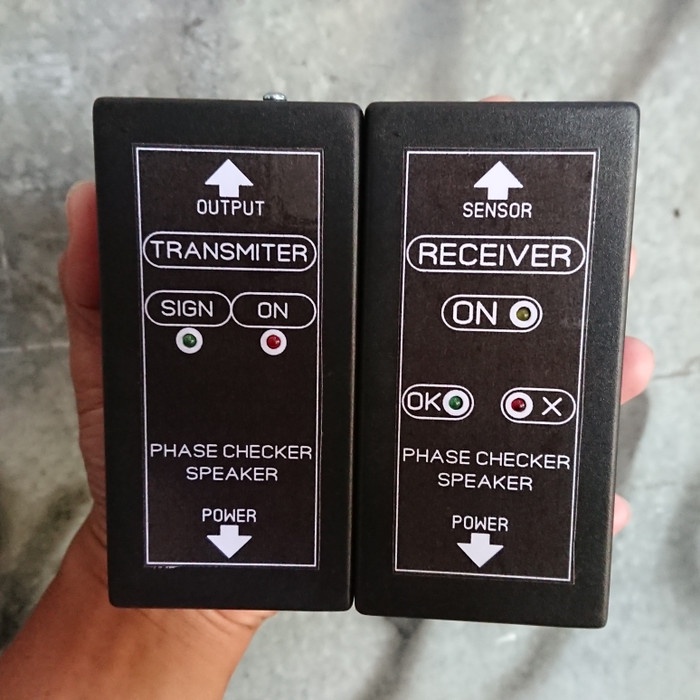 OUTPUT
TRANSMITER
SIGN ON
PHASE CHECKER
SPEAKER
POWER
SENSOR
RECEIVER
ON
OK X
PHASE CHECKER
SPEAKER
POWER